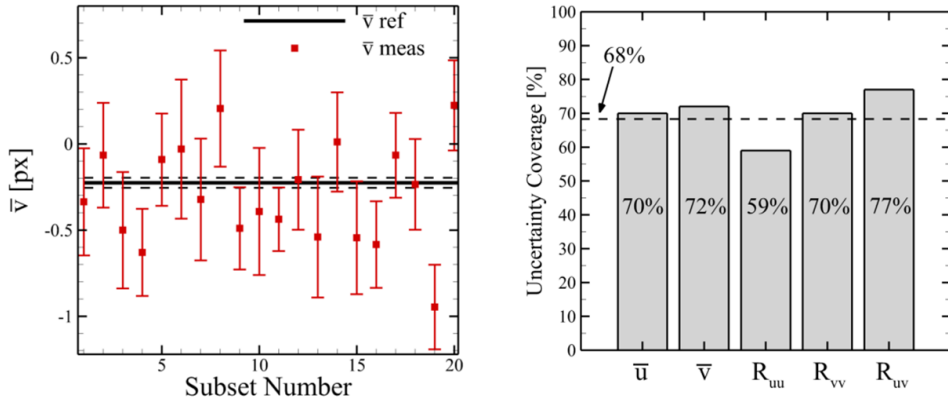 v̅ ref
v̅ meas
0.5
0
-0.5
-1
v̅ [px]
5
10
15
20
Subset Number
100
90
80
70
60
50
40
30
20
10
0
Uncertainty Coverage [%]
68%
70%
72%
59%
70%
77%
u̅
v̅
Ruu
Rvv
Ruv